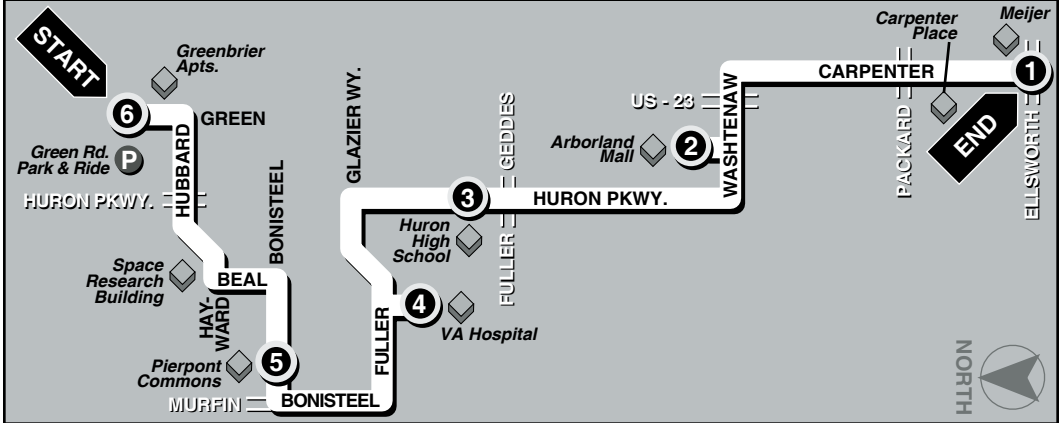 START
Greenbrier
Apts.
6
GREEN
Green Rd.
Park & Ride
P
HUBBARD
HURON PKWY.
BONISTEEL
Space
Research
Building
BEAL
HAY-
WARD
Pierpont
Commons
5
MURFIN
BONISTEEL
FULLER
4
VA Hospital
GLAZIER WY.
3
Huron
High
School
GEDDES
FULLER
HURON PKWY.
US - 23
Arborland
Mall
2
WASHTENAW
CARPENTER
PACKARD
Carpenter
Place
Meijer
1
END
ELLSWORTH
NORTH